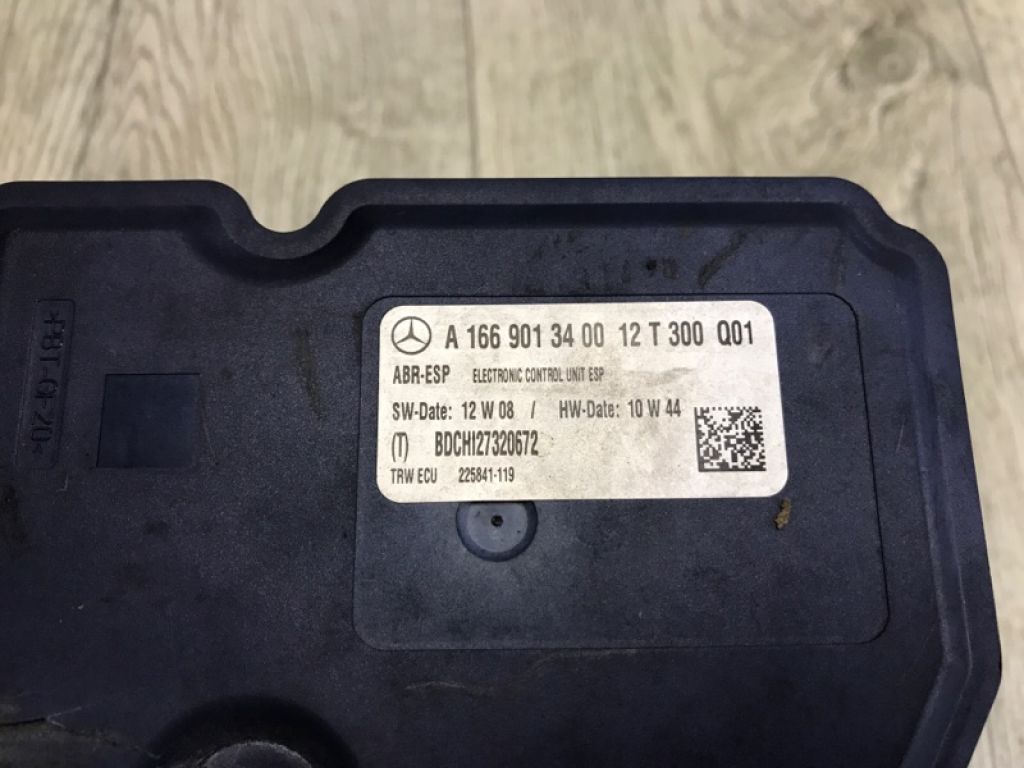 A 166 901 34 00 12 T 300 Q01
ABR-ESP ELECTRONIC CONTROL UNIT ESP
SW-Date: 12 W 08 / HW-Date: 10 W 44
(T) BDCHI27320672
TRW ECU 225841-119